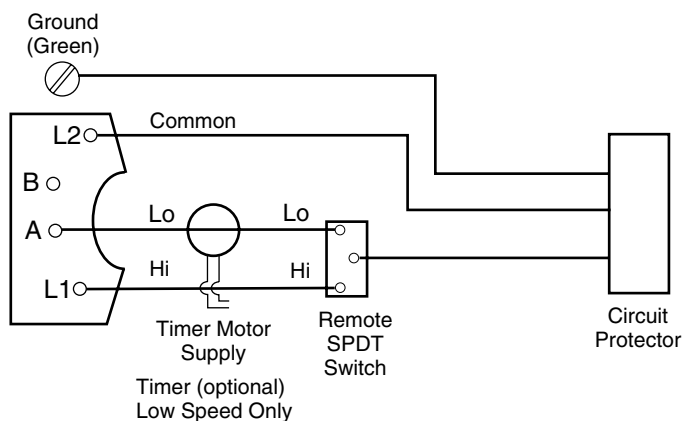 Ground
(Green)
L2
Common
B
A
Lo
Lo
L1
Hi
Hi
Timer Motor
Supply
Timer (optional)
Low Speed Only
Remote
SPDT
Switch
Circuit
Protector